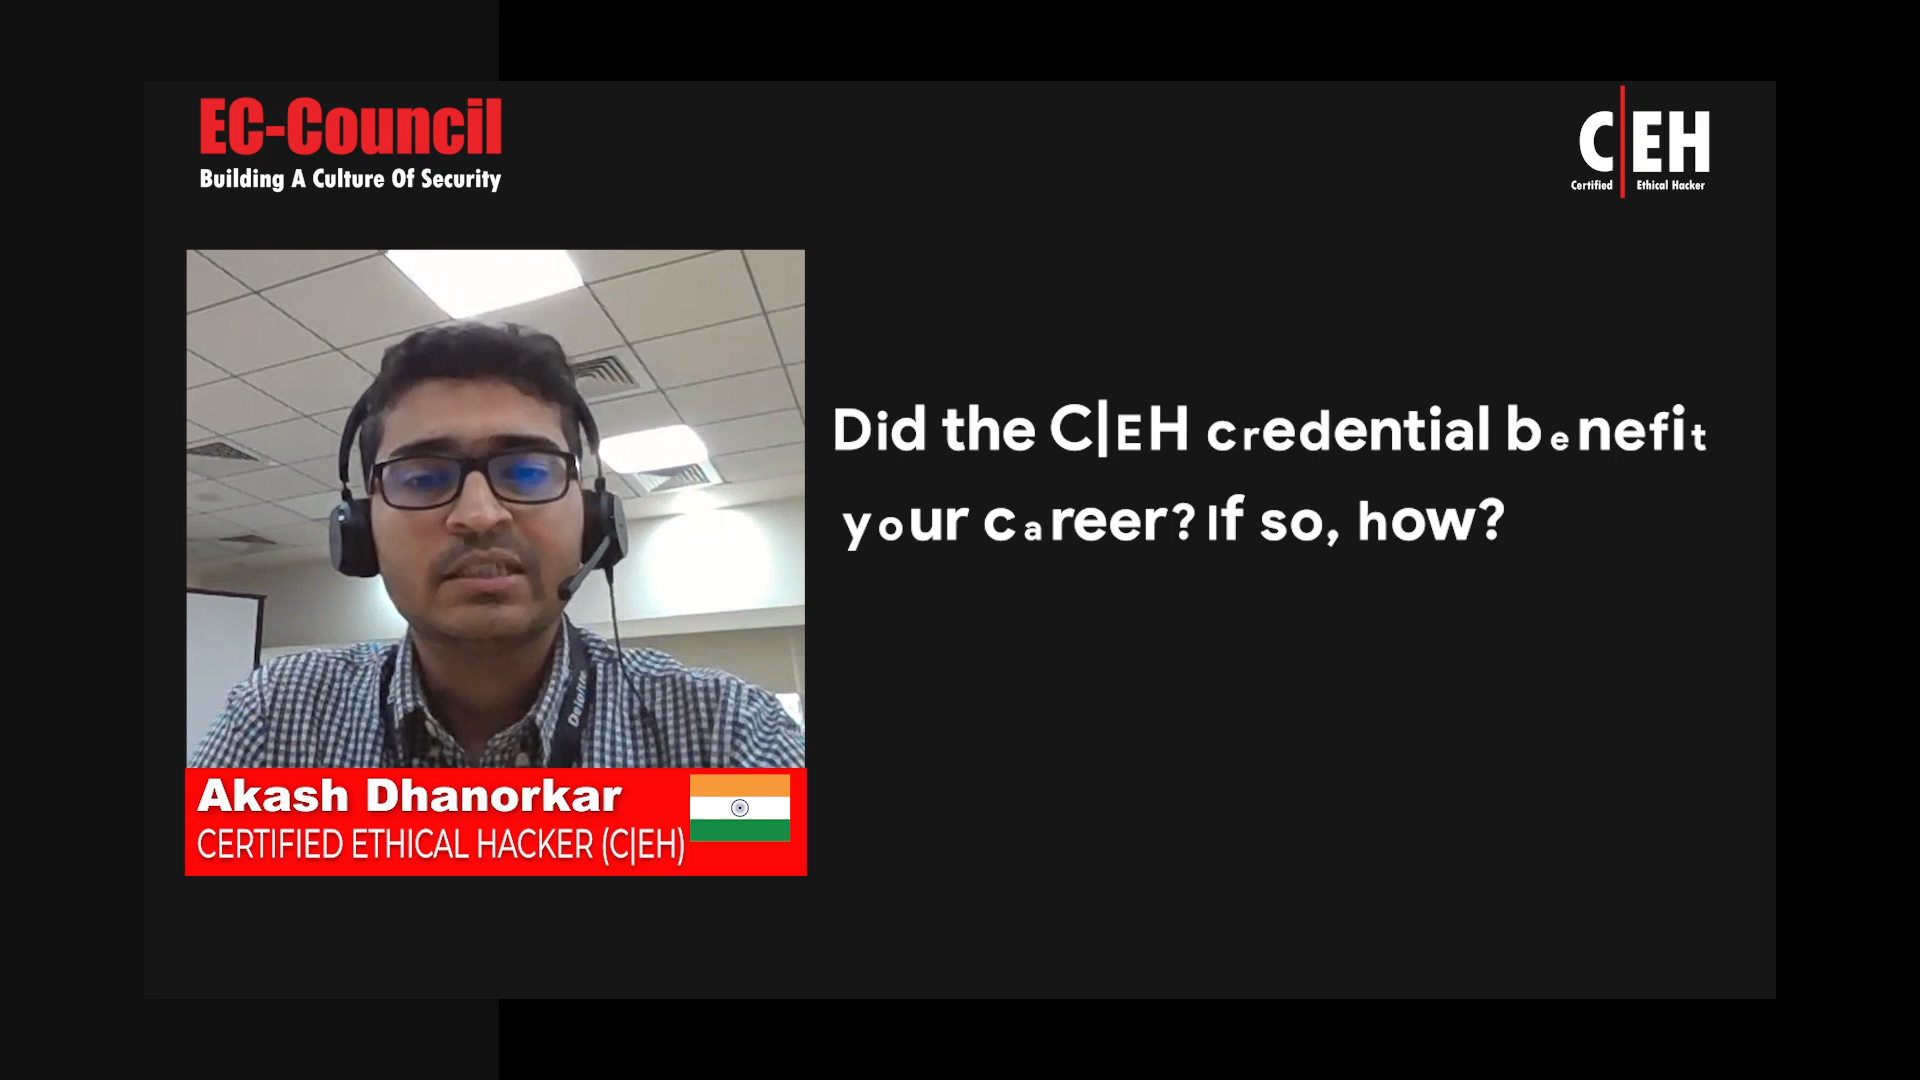 EC-Council
Building A Culture Of Security
C|EH
Certified Ethical Hacker
Did the C|EH credential benefit
your career? If so, how?
Deloitte
Akash Dhanorkar
CERTIFIED ETHICAL HACKER (C|EH)